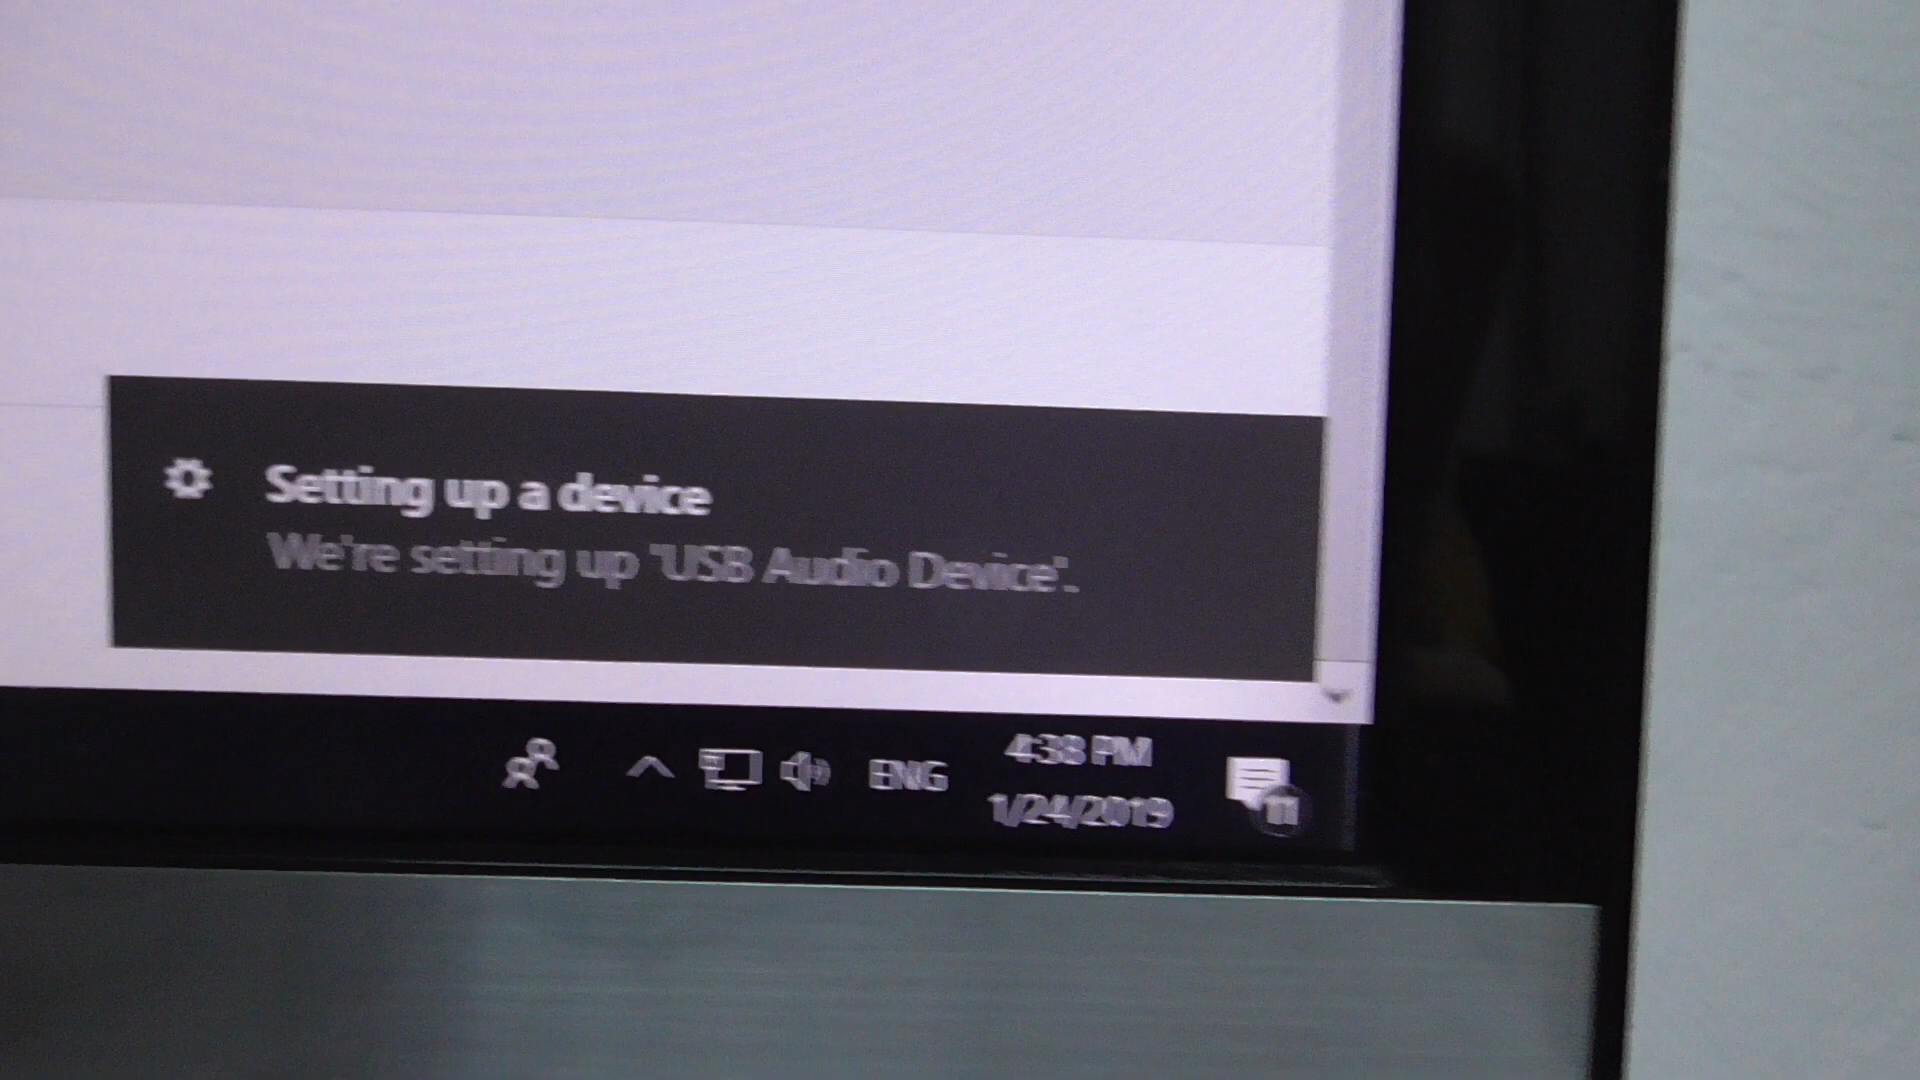 Setting up a device
We're setting up 'USB Audio Device'.
ENG
4:38 PM
1/24/2019
11